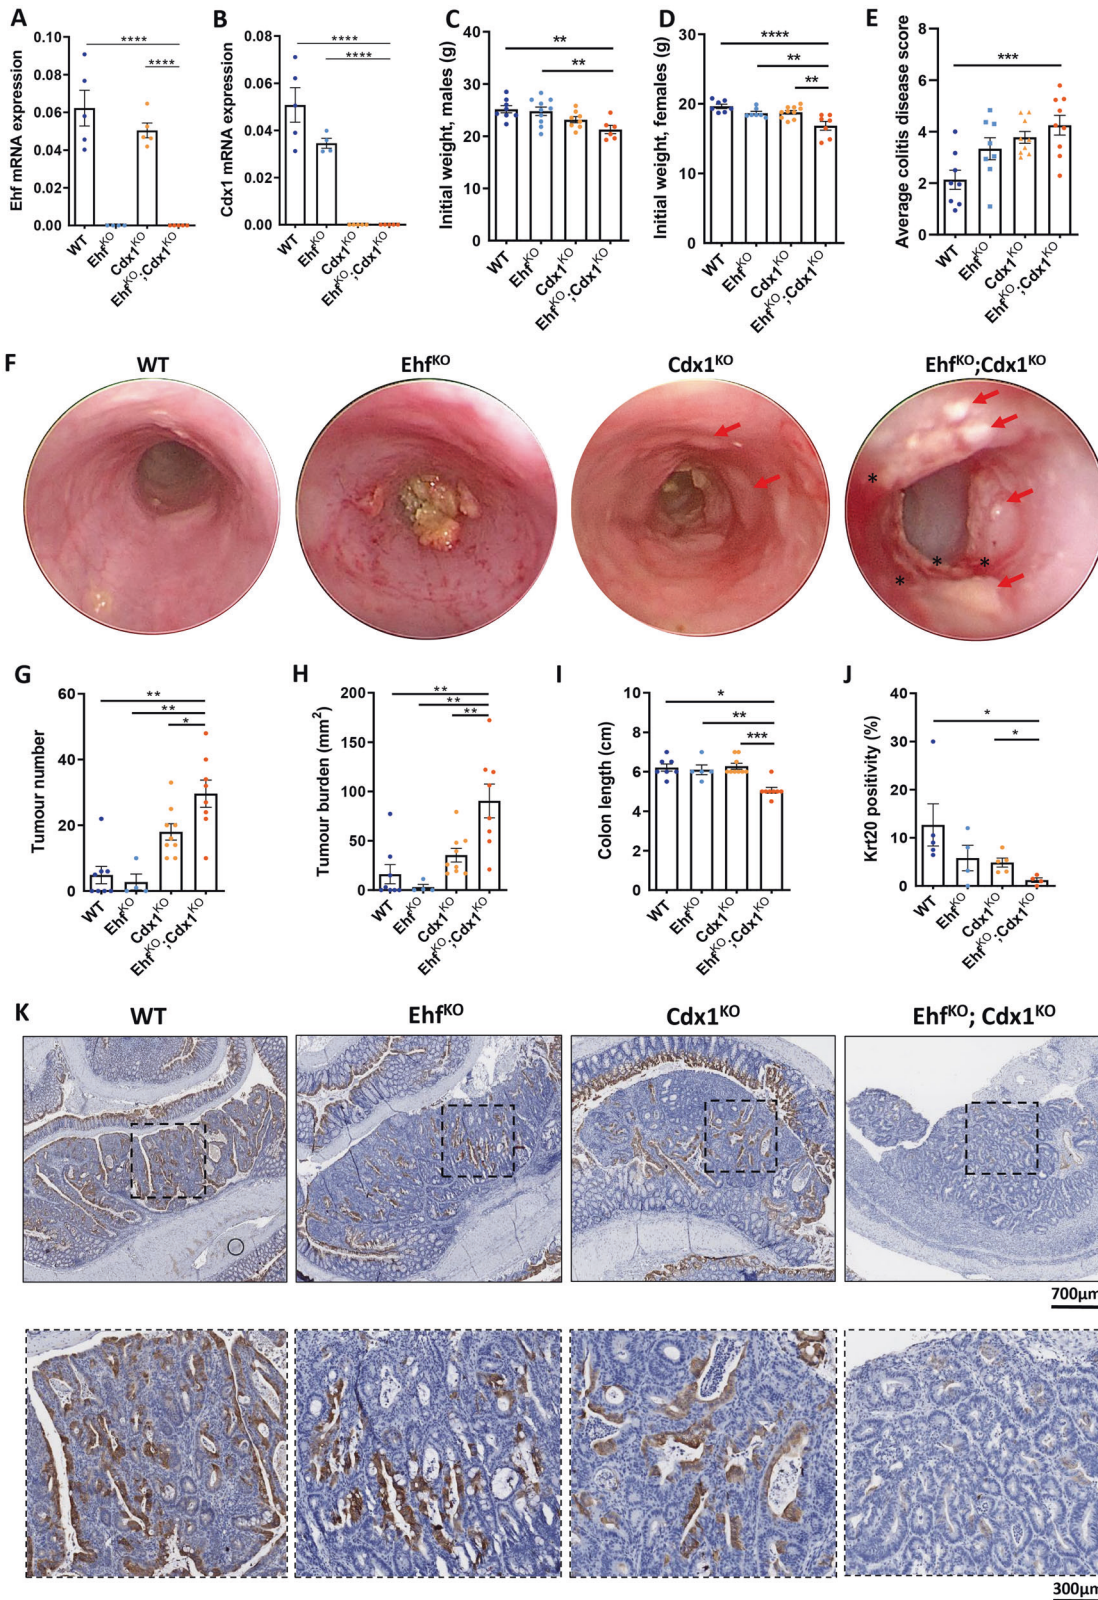 A
Ehf mRNA expression
0.10
0.08
0.06
0.04
0.02
0.00
****
****
WT
Ehf^KO
Cdx1^KO
Ehf^KO;Cdx1^KO
B
Cdx1 mRNA expression
0.08
0.06
0.04
0.02
0.00
****
****
WT
Ehf^KO
Cdx1^KO
Ehf^KO;Cdx1^KO
C
Initial weight, males (g)
40
30
20
10
0
**
**
WT
Ehf^KO
Cdx1^KO
Ehf^KO;Cdx1^KO
D
Initial weight, females (g)
30
20
10
0
****
**
**
WT
Ehf^KO
Cdx1^KO
Ehf^KO;Cdx1^KO
E
Average colitis disease score
8
6
4
2
0
***
WT
Ehf^KO
Cdx1^KO
Ehf^KO;Cdx1^KO
F
WT
Ehf^KO
Cdx1^KO
Ehf^KO;Cdx1^KO
*
*
*
*
G
Tumour number
60
40
20
0
**
**
*
WT
Ehf^KO
Cdx1^KO
Ehf^KO;Cdx1^KO
H
Tumour burden (mm²)
200
150
100
50
0
**
**
**
WT
Ehf^KO
Cdx1^KO
Ehf^KO;Cdx1^KO
I
Colon length (cm)
10
8
6
4
2
0
*
**
***
WT
Ehf^KO
Cdx1^KO
Ehf^KO;Cdx1^KO
J
Krt20 positivity (%)
40
30
20
10
0
*
*
WT
Ehf^KO
Cdx1^KO
Ehf^KO;Cdx1^KO
K
WT
Ehf^KO
Cdx1^KO
Ehf^KO; Cdx1^KO
700µm
300µm